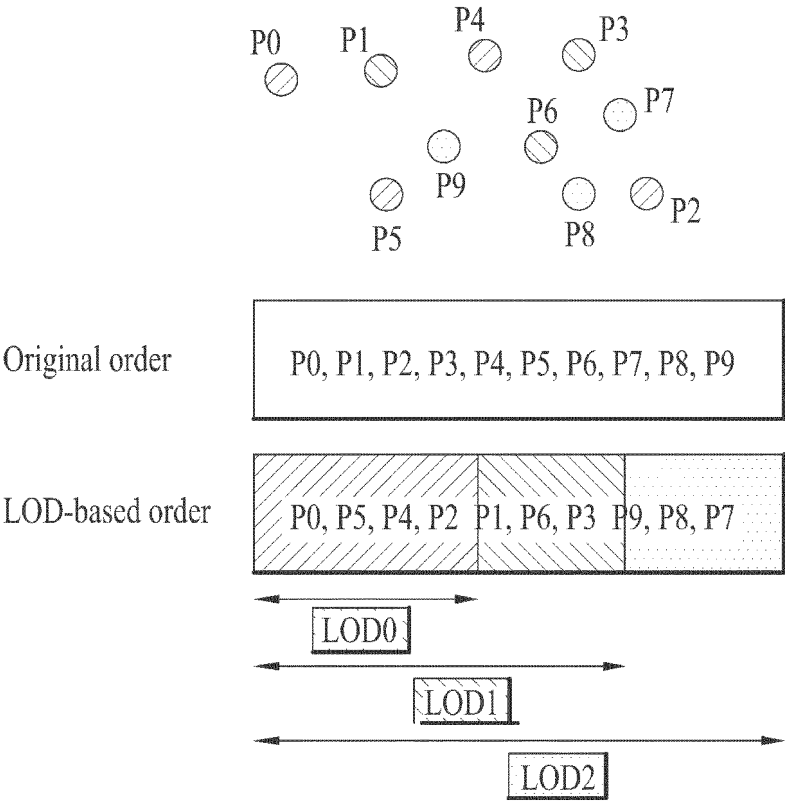 P0
P1
P4
P3
P7
P6
P9
P5
P8
P2
Original order
P0, P1, P2, P3, P4, P5, P6, P7, P8, P9
LOD-based order
P0, P5, P4, P2 P1, P6, P3 P9, P8, P7
LOD0
LOD1
LOD2